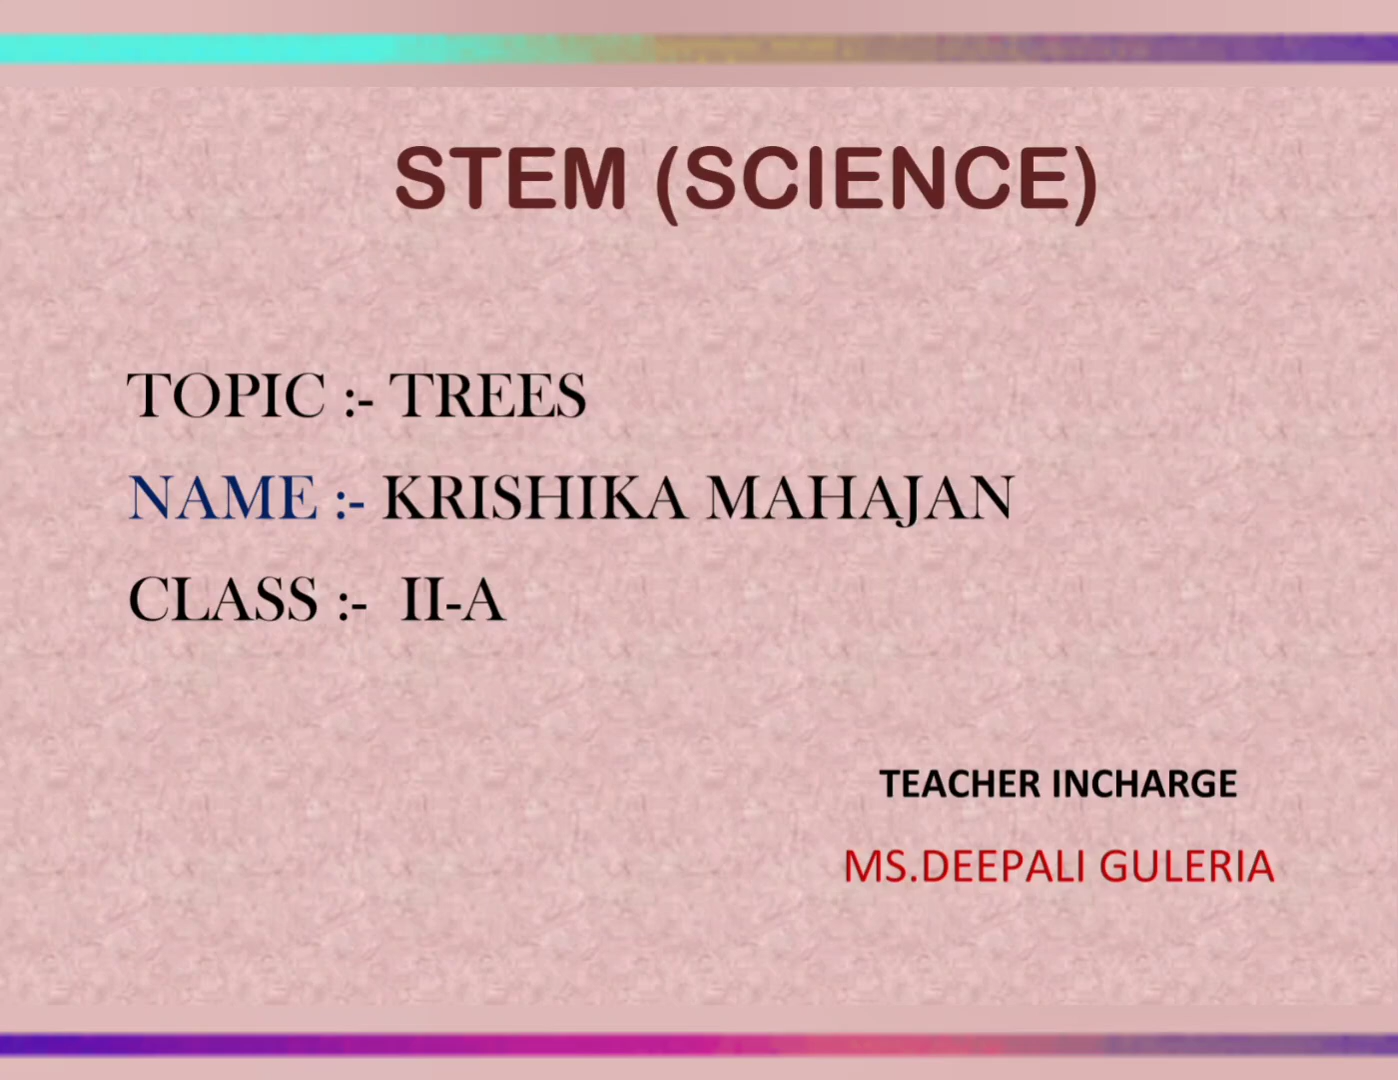 STEM (SCIENCE)
TOPIC :- TREES
NAME :- KRISHIKA MAHAJAN
CLASS :- II-A
TEACHER INCHARGE
MS.DEEPALI GULERIA